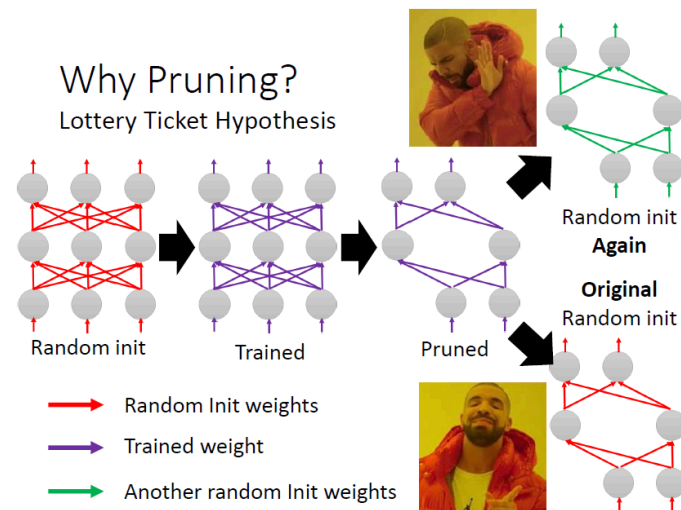 Why Pruning?
Lottery Ticket Hypothesis
Random init
Again
Original
Random init
Random init
Trained
Pruned
Random Init weights
Trained weight
Another random Init weights